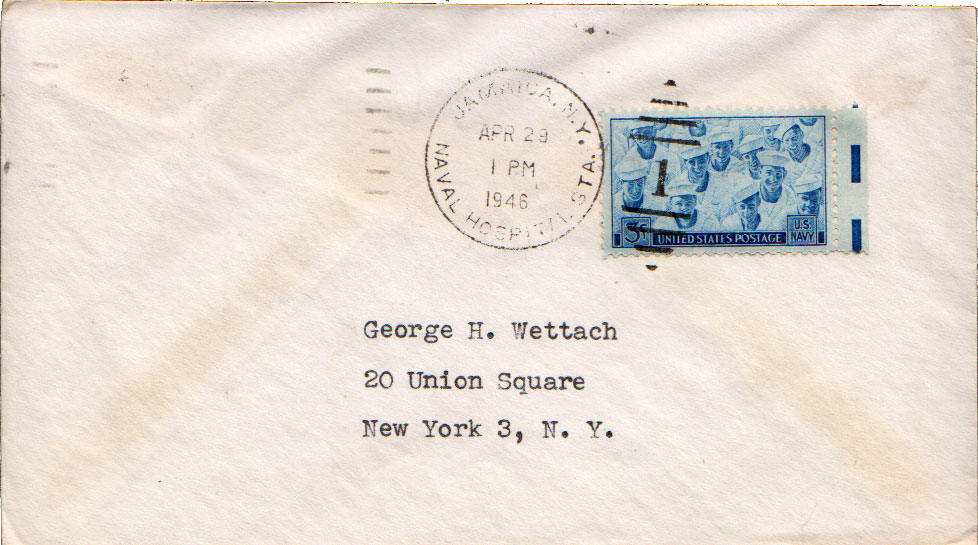 JAMAICA, N.Y.
APR 29
1 PM
1946
NAVAL HOSPITAL STA.
1
3¢ UNITED STATES POSTAGE U.S. NAVY
George H. Wettach
20 Union Square
New York 3, N. Y.